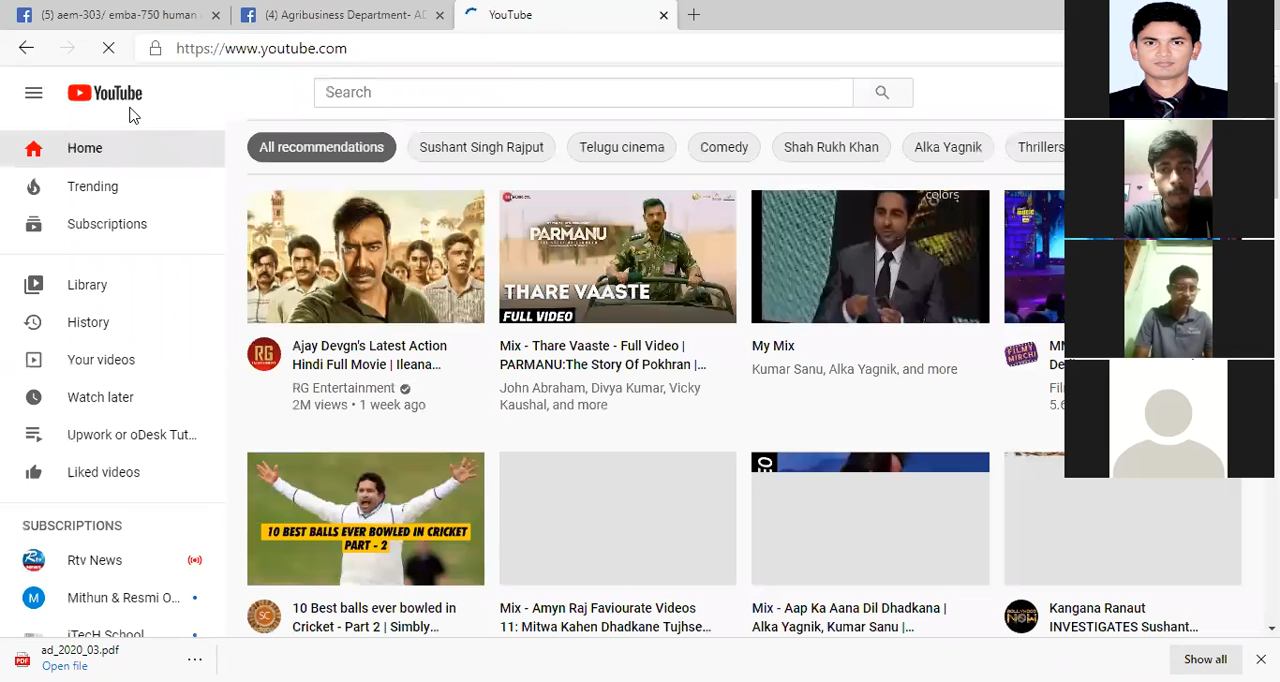 (5) aem-303/ emba-750 human
(4) Agribusiness Department- AD
YouTube
https://www.youtube.com
YouTube
Search
Home
Trending
Subscriptions
Library
History
Your videos
Watch later
Upwork or oDesk Tut...
Liked videos
SUBSCRIPTIONS
Rtv News
Mithun & Resmi O...
iTecH School
All recommendations
Sushant Singh Rajput
Telugu cinema
Comedy
Shah Rukh Khan
Alka Yagnik
Thrillers
PARMANU
THARE VAASTE
FULL VIDEO
colors
RG
Ajay Devgn's Latest Action
Hindi Full Movie | Ileana...
RG Entertainment
2M views • 1 week ago
Mix - Thare Vaaste - Full Video |
PARMANU:The Story Of Pokhran |...
John Abraham, Divya Kumar, Vicky
Kaushal, and more
My Mix
Kumar Sanu, Alka Yagnik, and more
FILMY
MIRCHI
10 BEST BALLS EVER BOWLED IN CRICKET
PART - 2
SC
10 Best balls ever bowled in
Cricket - Part 2 | Simbly...
Mix - Amyn Raj Faviourate Videos
11: Mitwa Kahen Dhadkane Tujhse...
Mix - Aap Ka Aana Dil Dhadkana |
Alka Yagnik, Kumar Sanu |...
Kangana Ranaut
INVESTIGATES Sushant...
M
PDF
ad_2020_03.pdf
Open file
Show all